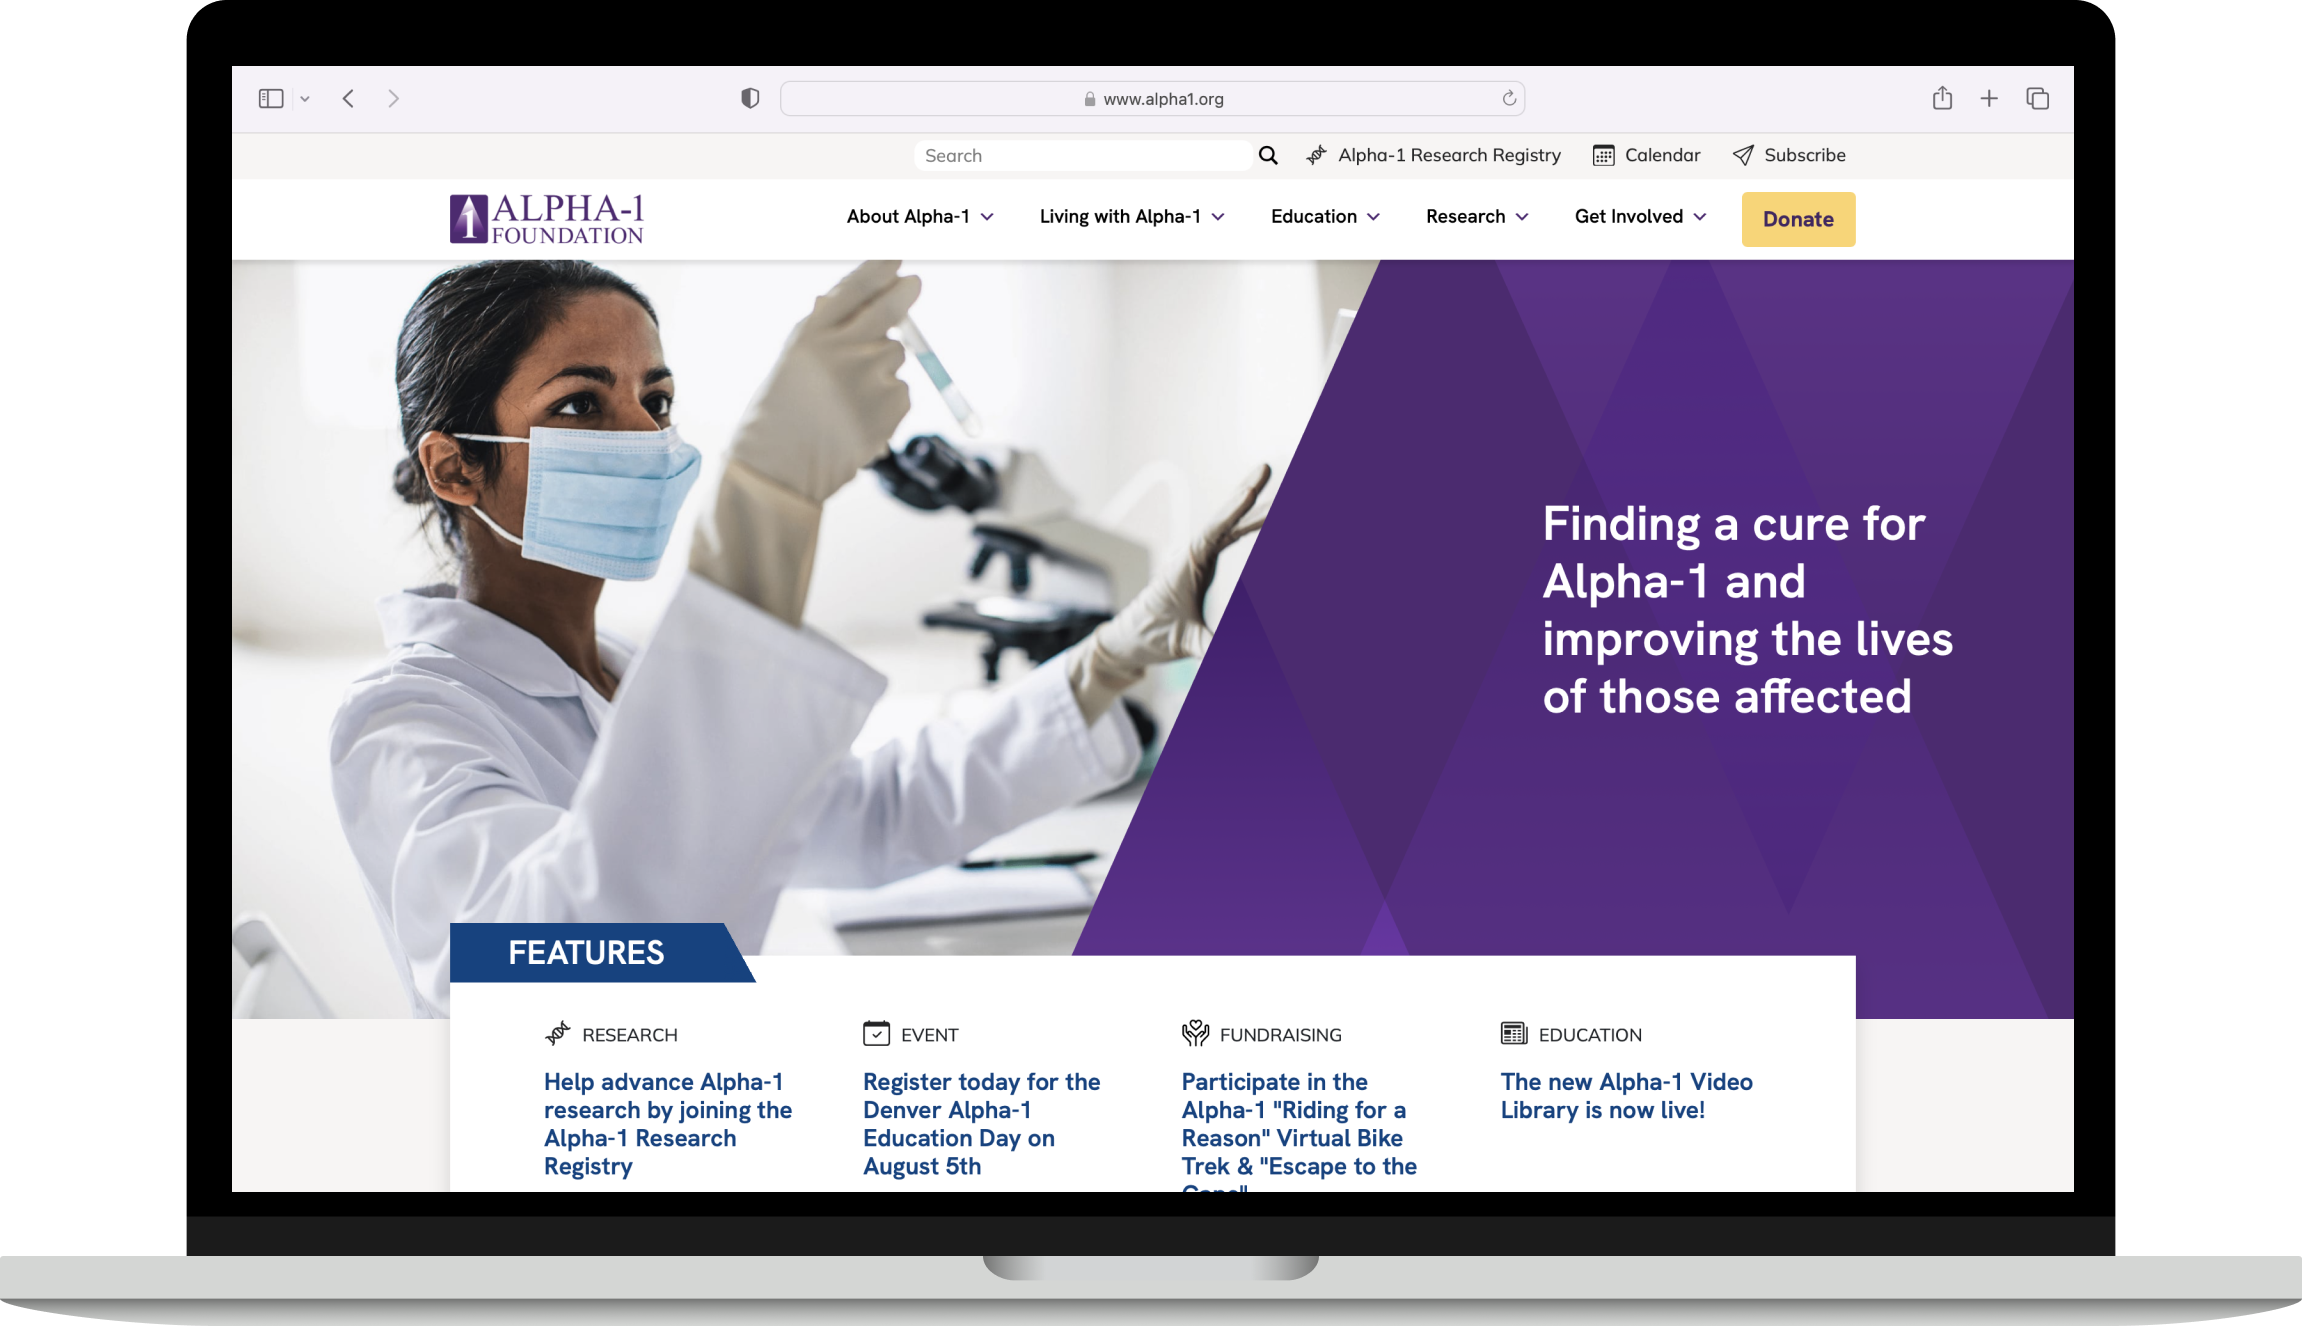 www.alpha1.org
Search
Alpha-1 Research Registry
Calendar
Subscribe
1 ALPHA-1
FOUNDATION
About Alpha-1
Living with Alpha-1
Education
Research
Get Involved
Donate
Finding a cure for
Alpha-1 and
improving the lives
of those affected
FEATURES
RESEARCH
Help advance Alpha-1
research by joining the
Alpha-1 Research
Registry
EVENT
Register today for the
Denver Alpha-1
Education Day on
August 5th
FUNDRAISING
Participate in the
Alpha-1 "Riding for a
Reason" Virtual Bike
Trek & "Escape to the
EDUCATION
The new Alpha-1 Video
Library is now live!